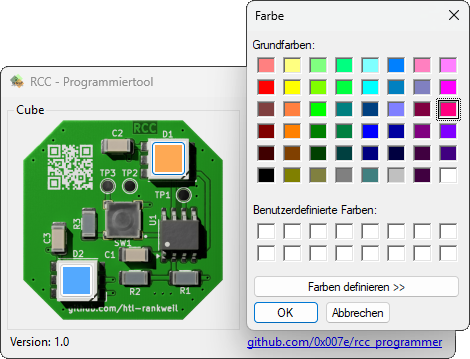 RCC - Programmiertool
Cube
RCC
C2
D1
TP3
TP2
TP1
R3
U1
C3
SW1
C1
D2
R2
R1
github.com/htl-rankweil
Version: 1.0
Farbe
Grundfarben:
Benutzerdefinierte Farben:
Farben definieren >>
OK
Abbrechen
github.com/0x007e/rcc_programmer